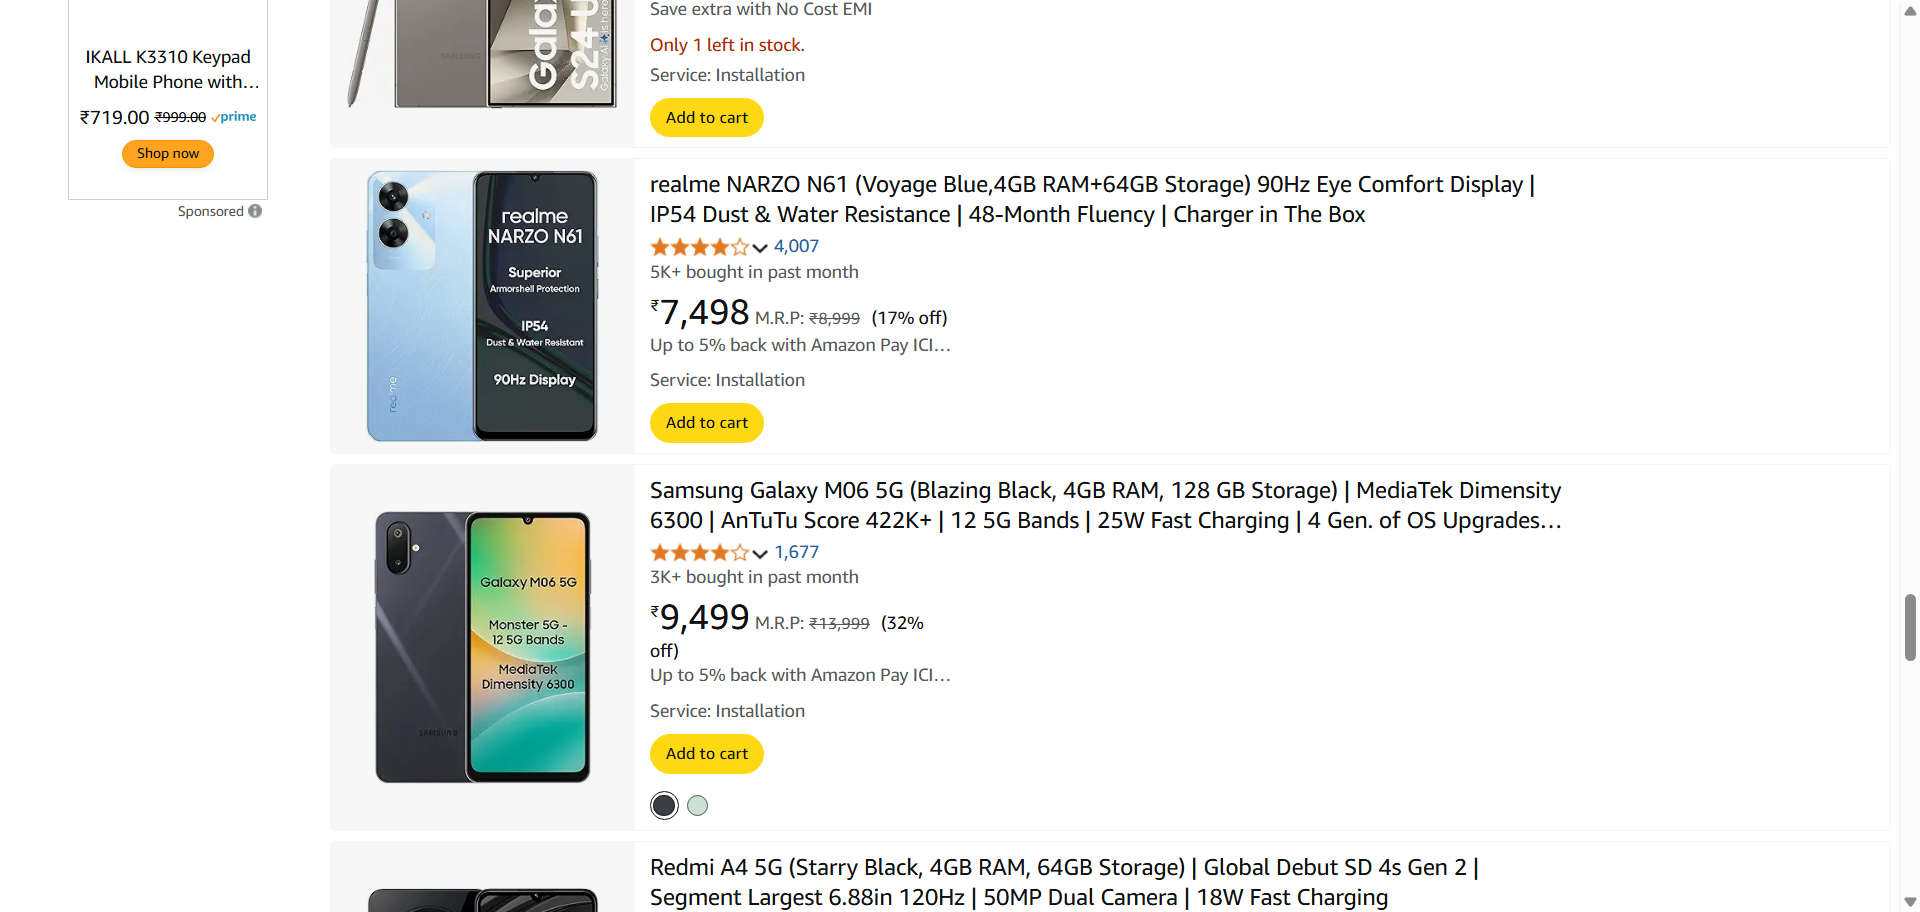 IKALL K3310 Keypad
Mobile Phone with...
₹719.00 ₹999.00 prime
Shop now
Sponsored
SAMSUNG
Galax
S24 U
Galaxy AI is here
Save extra with No Cost EMI
Only 1 left in stock.
Service: Installation
Add to cart
realme
realme
NARZO N61
Superior
Armorshell Protection
IP54
Dust & Water Resistant
90Hz Display
realme NARZO N61 (Voyage Blue,4GB RAM+64GB Storage) 90Hz Eye Comfort Display |
IP54 Dust & Water Resistance | 48-Month Fluency | Charger in The Box
4,007
5K+ bought in past month
₹7,498 M.R.P: ₹8,999 (17% off)
Up to 5% back with Amazon Pay ICI…
Service: Installation
Add to cart
SAMSUNG
Galaxy M06 5G
Monster 5G -
12 5G Bands
MediaTek
Dimensity 6300
Samsung Galaxy M06 5G (Blazing Black, 4GB RAM, 128 GB Storage) | MediaTek Dimensity
6300 | AnTuTu Score 422K+ | 12 5G Bands | 25W Fast Charging | 4 Gen. of OS Upgrades…
1,677
3K+ bought in past month
₹9,499 M.R.P: ₹13,999 (32%
off)
Up to 5% back with Amazon Pay ICI…
Service: Installation
Add to cart
Redmi A4 5G (Starry Black, 4GB RAM, 64GB Storage) | Global Debut SD 4s Gen 2 |
Segment Largest 6.88in 120Hz | 50MP Dual Camera | 18W Fast Charging